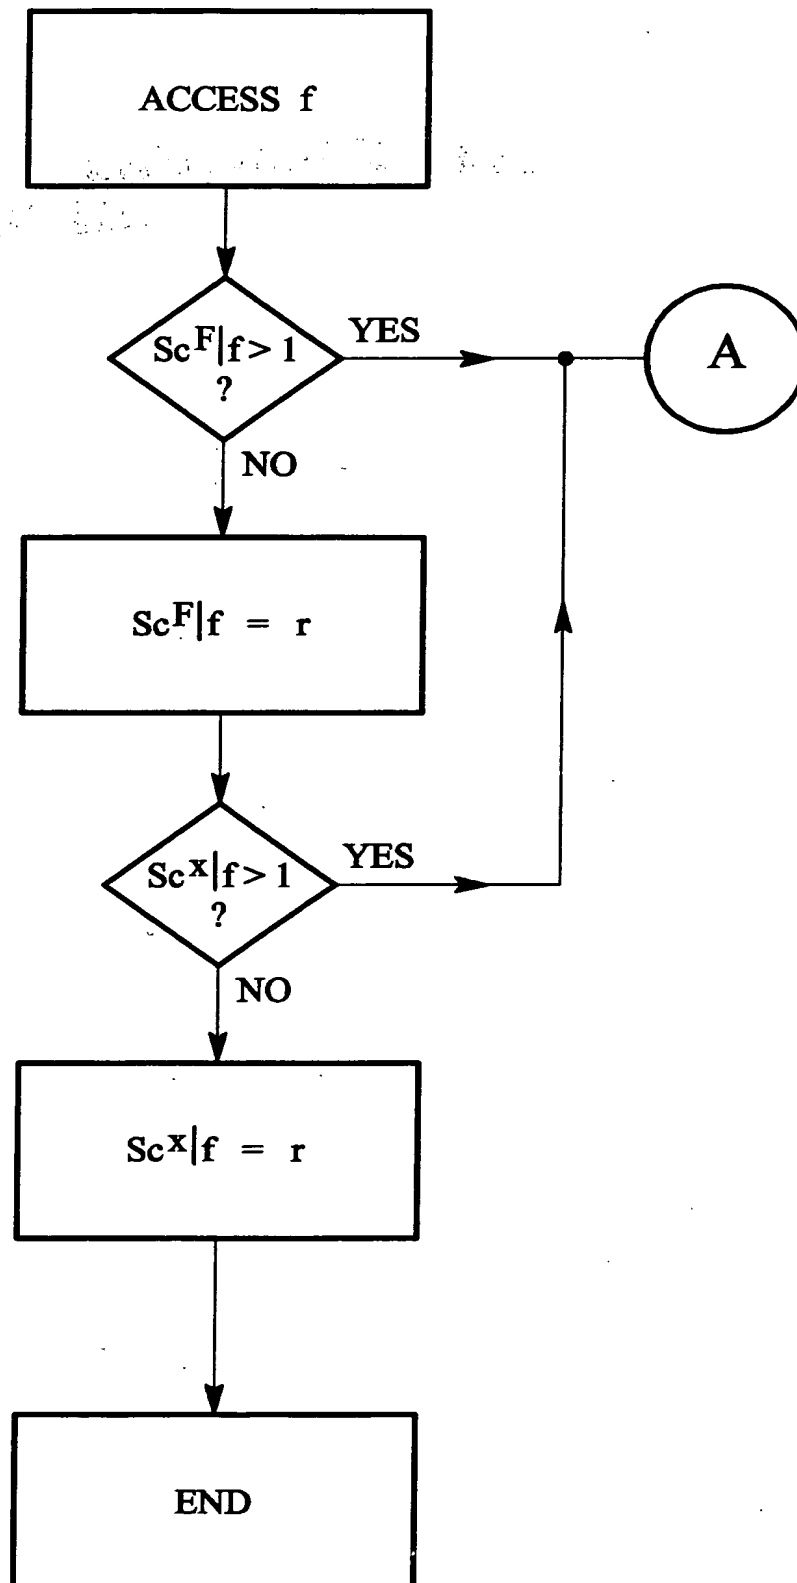 ACCESS f
Sc^F|f > 1
?
YES
A
NO
Sc^F|f = r
Sc^x|f > 1
?
YES
NO
Sc^x|f = r
END